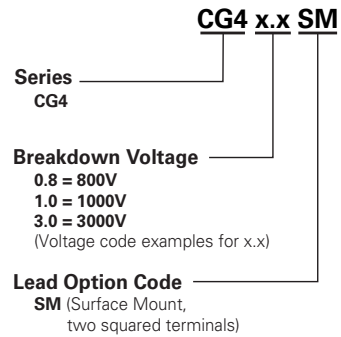 CG4 x.x SM
Series
CG4
Breakdown Voltage
0.8 = 800V
1.0 = 1000V
3.0 = 3000V
(Voltage code examples for x.x)
Lead Option Code
SM (Surface Mount,
two squared terminals)